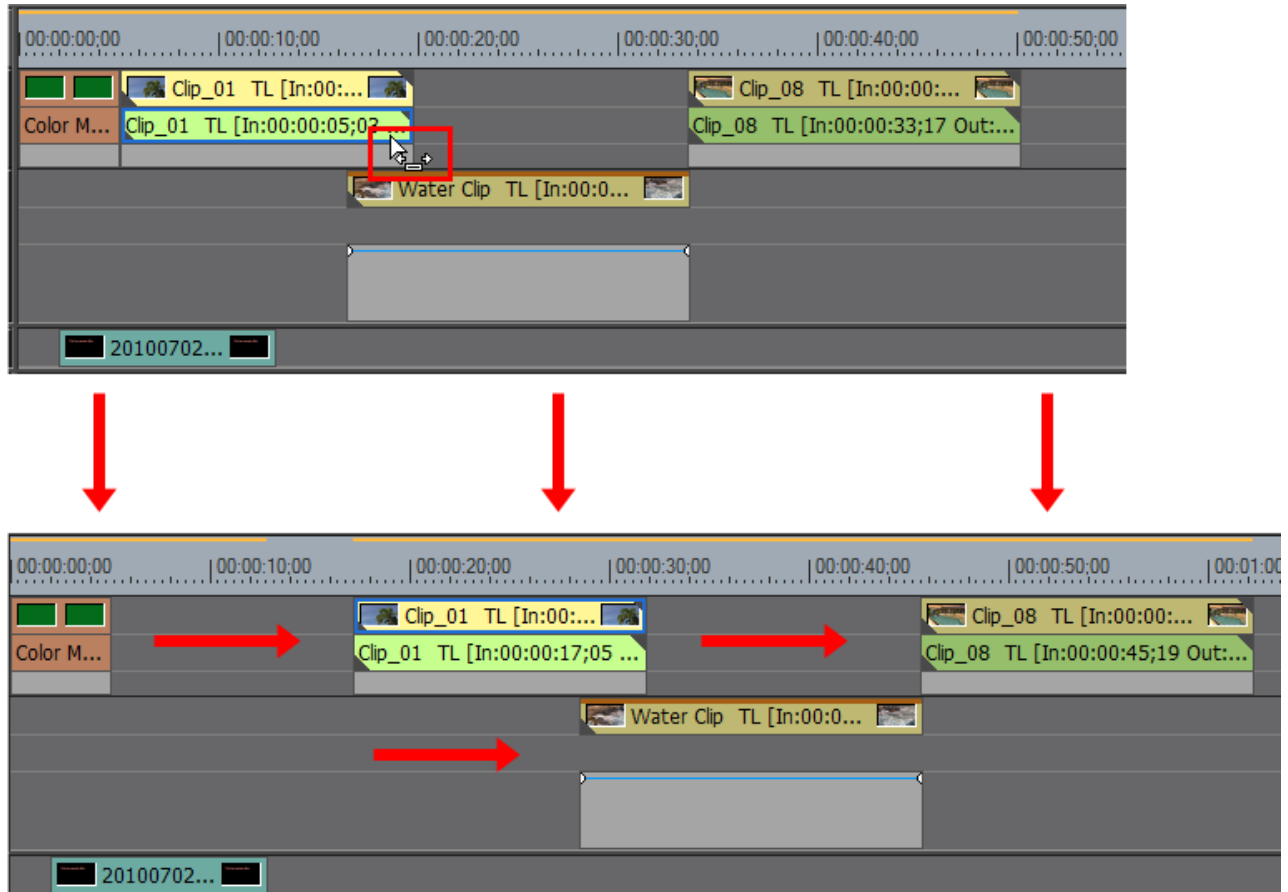 00:00:00;00 00:00:10;00 00:00:20;00 00:00:30;00 00:00:40;00 00:00:50;00
Clip_01 TL [In:00:... Clip_08 TL [In:00:00:...
Color M... Clip_01 TL [In:00:00:05;03 ... Clip_08 TL [In:00:00:33;17 Out:...
Water Clip TL [In:00:0...
20100702...
00:00:00;00 00:00:10;00 00:00:20;00 00:00:30;00 00:00:40;00 00:00:50;00 00:01:00
Clip_01 TL [In:00:... Clip_08 TL [In:00:00:...
Color M... Clip_01 TL [In:00:00:17;05 ... Clip_08 TL [In:00:00:45;19 Out:...
Water Clip TL [In:00:0...
20100702...